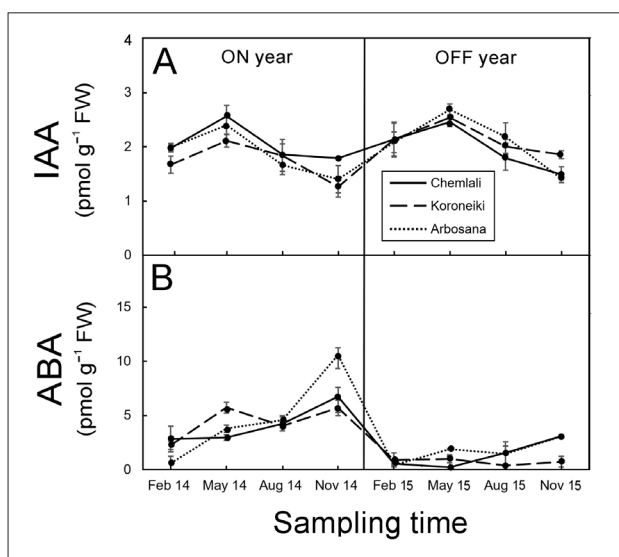 A
ON year
OFF year
IAA
(pmol g⁻¹ FW)
4
3
2
1
0
Chemlali
Koroneiki
Arbosana
B
ABA
(pmol g⁻¹ FW)
15
10
5
0
Feb 14 May 14 Aug 14 Nov 14 Feb 15 May 15 Aug 15 Nov 15
Sampling time